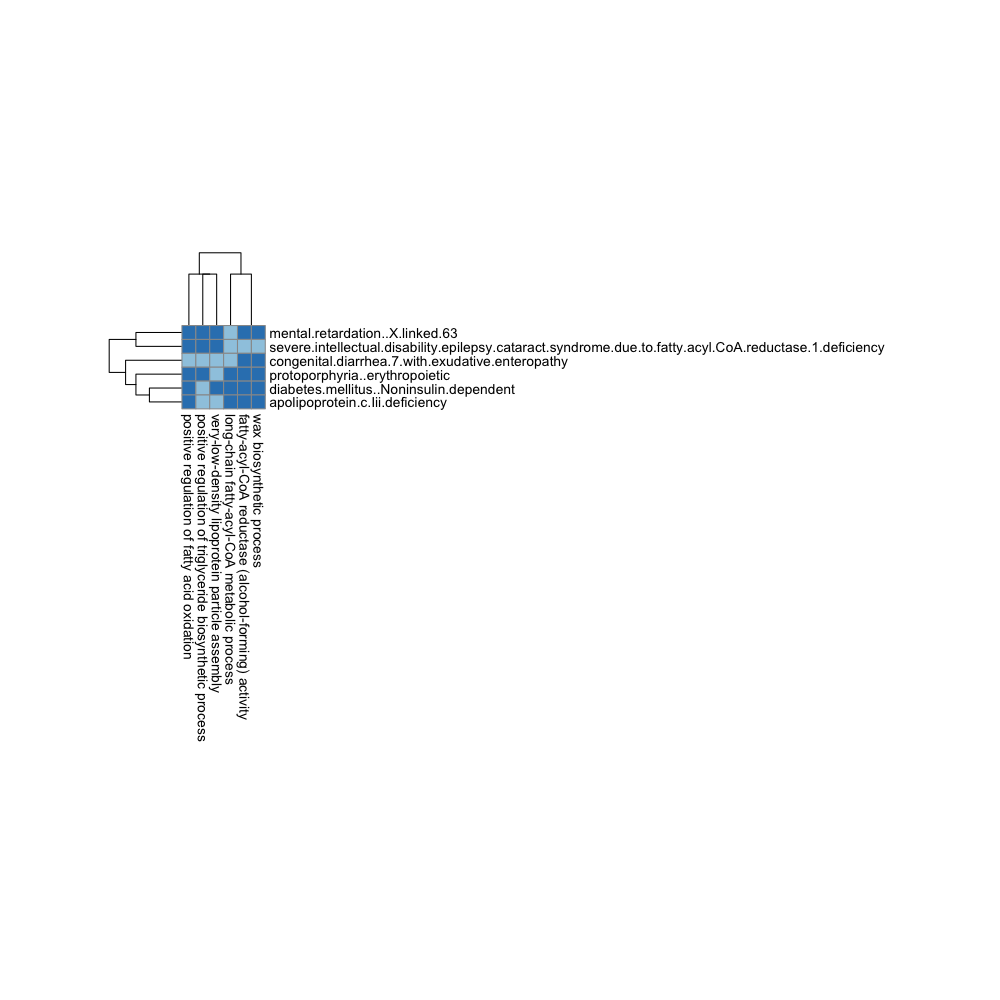 mental.retardation..X.linked.63
severe.intellectual.disability.epilepsy.cataract.syndrome.due.to.fatty.acyl.CoA.reductase.1.deficiency
congenital.diarrhea.7.with.exudative.enteropathy
protoporphyria..erythropoietic
diabetes.mellitus..Noninsulin.dependent
apolipoprotein.c.Iii.deficiency
positive regulation of fatty acid oxidation
positive regulation of triglyceride biosynthetic process
very-low-density lipoprotein particle assembly
long-chain fatty-acyl-CoA metabolic process
fatty-acyl-CoA reductase (alcohol-forming) activity
wax biosynthetic process